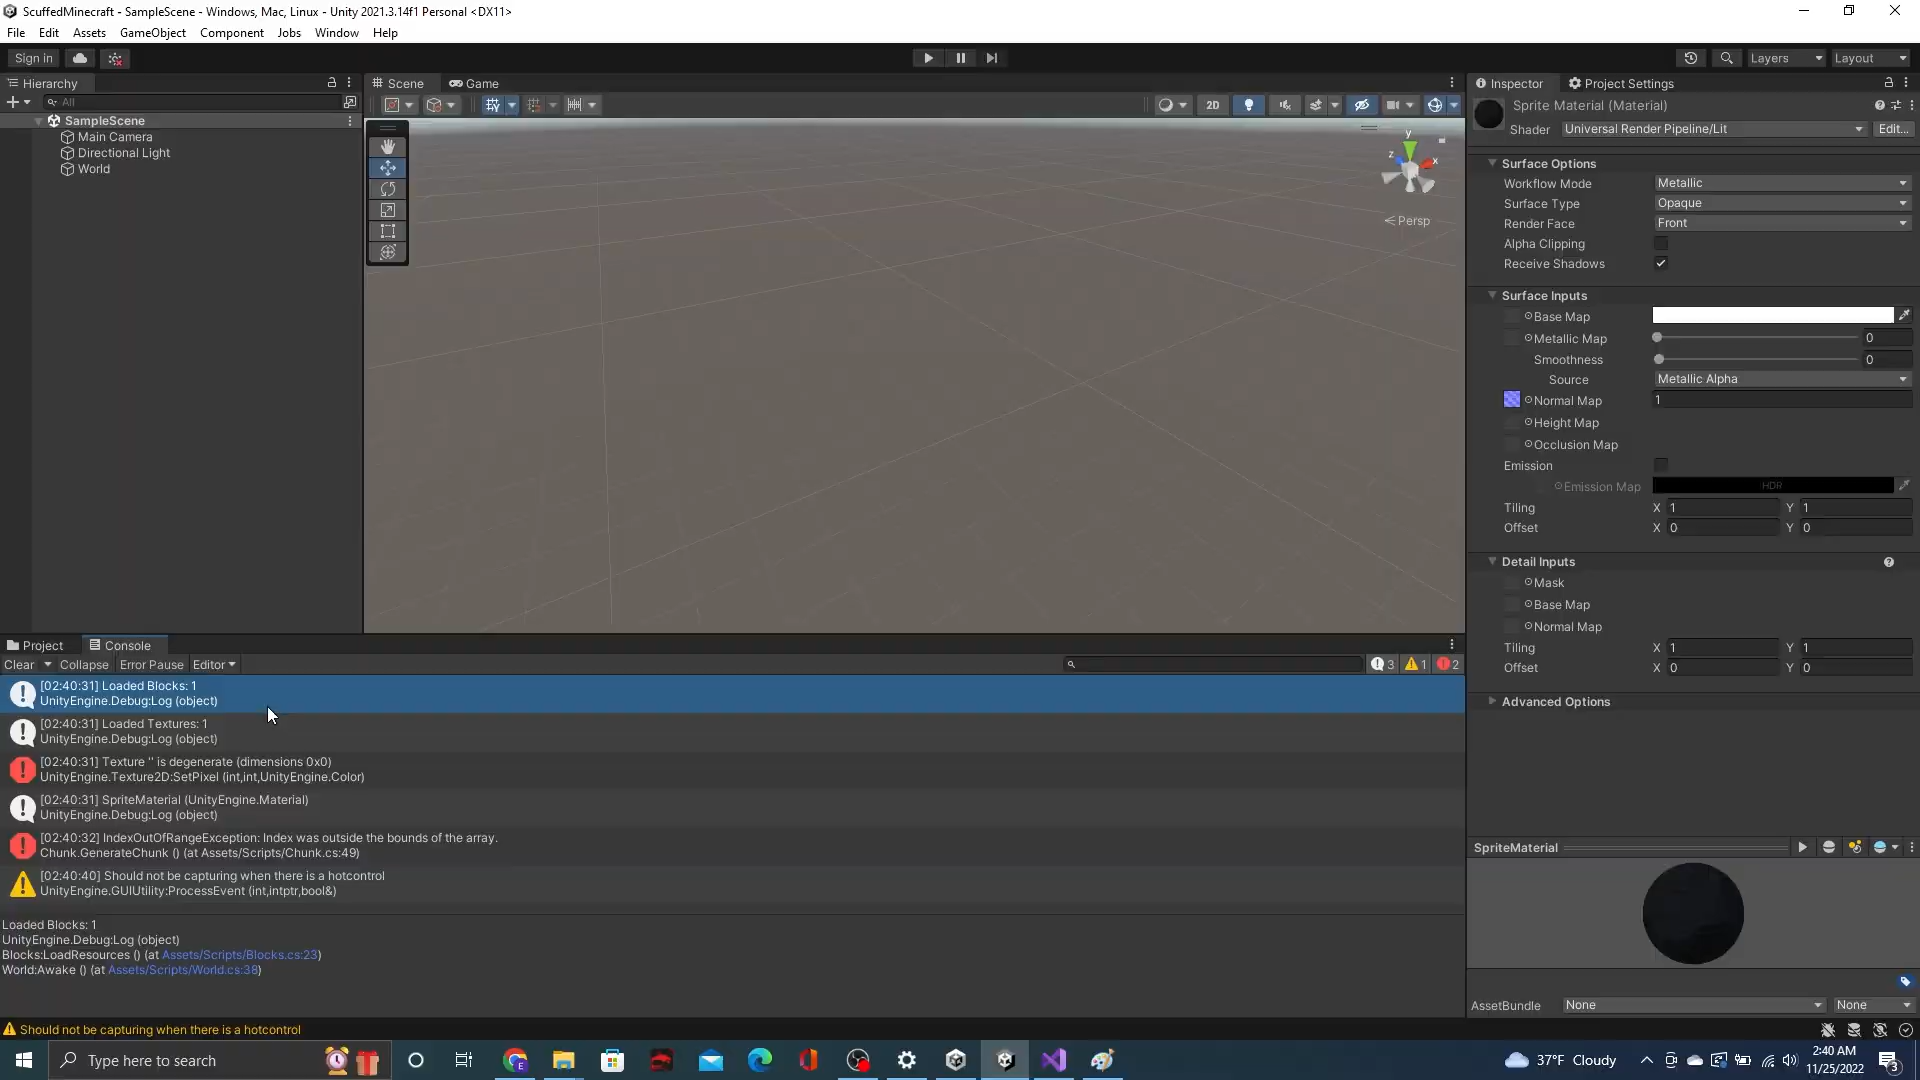 ScuffedMinecraft - SampleScene - Windows, Mac, Linux - Unity 2021.3.14f1 Personal <DX11>
File Edit Assets GameObject Component Jobs Window Help
Sign in
Layers
Layout
Hierarchy
All
SampleScene
Main Camera
Directional Light
World
Scene
Game
2D
y
z
x
Persp
Inspector
Project Settings
Sprite Material (Material)
Shader
Universal Render Pipeline/Lit
Edit...
Surface Options
Workflow Mode
Metallic
Surface Type
Opaque
Render Face
Front
Alpha Clipping
Receive Shadows
Surface Inputs
Base Map
Metallic Map
0
Smoothness
0
Source
Metallic Alpha
Normal Map
1
Height Map
Occlusion Map
Emission
Emission Map
HDR
Tiling X 1 Y 1
Offset X 0 Y 0
Detail Inputs
Mask
Base Map
Normal Map
Tiling X 1 Y 1
Offset X 0 Y 0
Advanced Options
SpriteMaterial
AssetBundle None None
Project
Console
Clear Collapse Error Pause Editor
3 1 2
[02:40:31] Loaded Blocks: 1
UnityEngine.Debug:Log (object)
[02:40:31] Loaded Textures: 1
UnityEngine.Debug:Log (object)
[02:40:31] Texture '' is degenerate (dimensions 0x0)
UnityEngine.Texture2D:SetPixel (int,int,UnityEngine.Color)
[02:40:31] SpriteMaterial (UnityEngine.Material)
UnityEngine.Debug:Log (object)
[02:40:32] IndexOutOfRangeException: Index was outside the bounds of the array.
Chunk.GenerateChunk () (at Assets/Scripts/Chunk.cs:49)
[02:40:40] Should not be capturing when there is a hotcontrol
UnityEngine.GUIUtility:ProcessEvent (int,intptr,bool&)
Loaded Blocks: 1
UnityEngine.Debug:Log (object)
Blocks:LoadResources () (at Assets/Scripts/Blocks.cs:23)
World:Awake () (at Assets/Scripts/World.cs:38)
Should not be capturing when there is a hotcontrol
Type here to search
37°F Cloudy
2:40 AM
11/25/2022
3